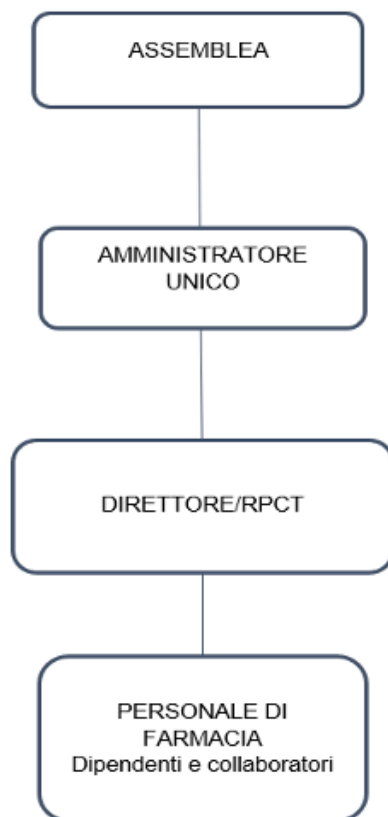 ASSEMBLEA
AMMINISTRATORE
UNICO
DIRETTORE/RPCT
PERSONALE DI
FARMACIA
Dipendenti e collaboratori